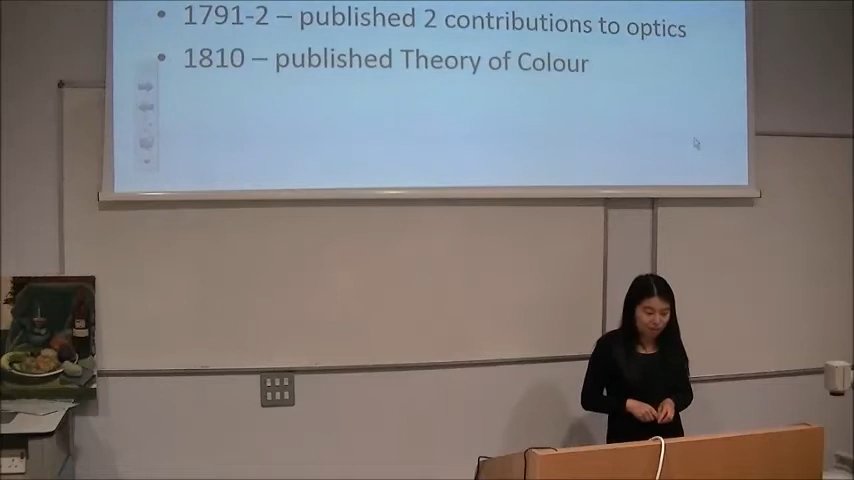 • 1791-2 – published 2 contributions to optics
• 1810 – published Theory of Colour